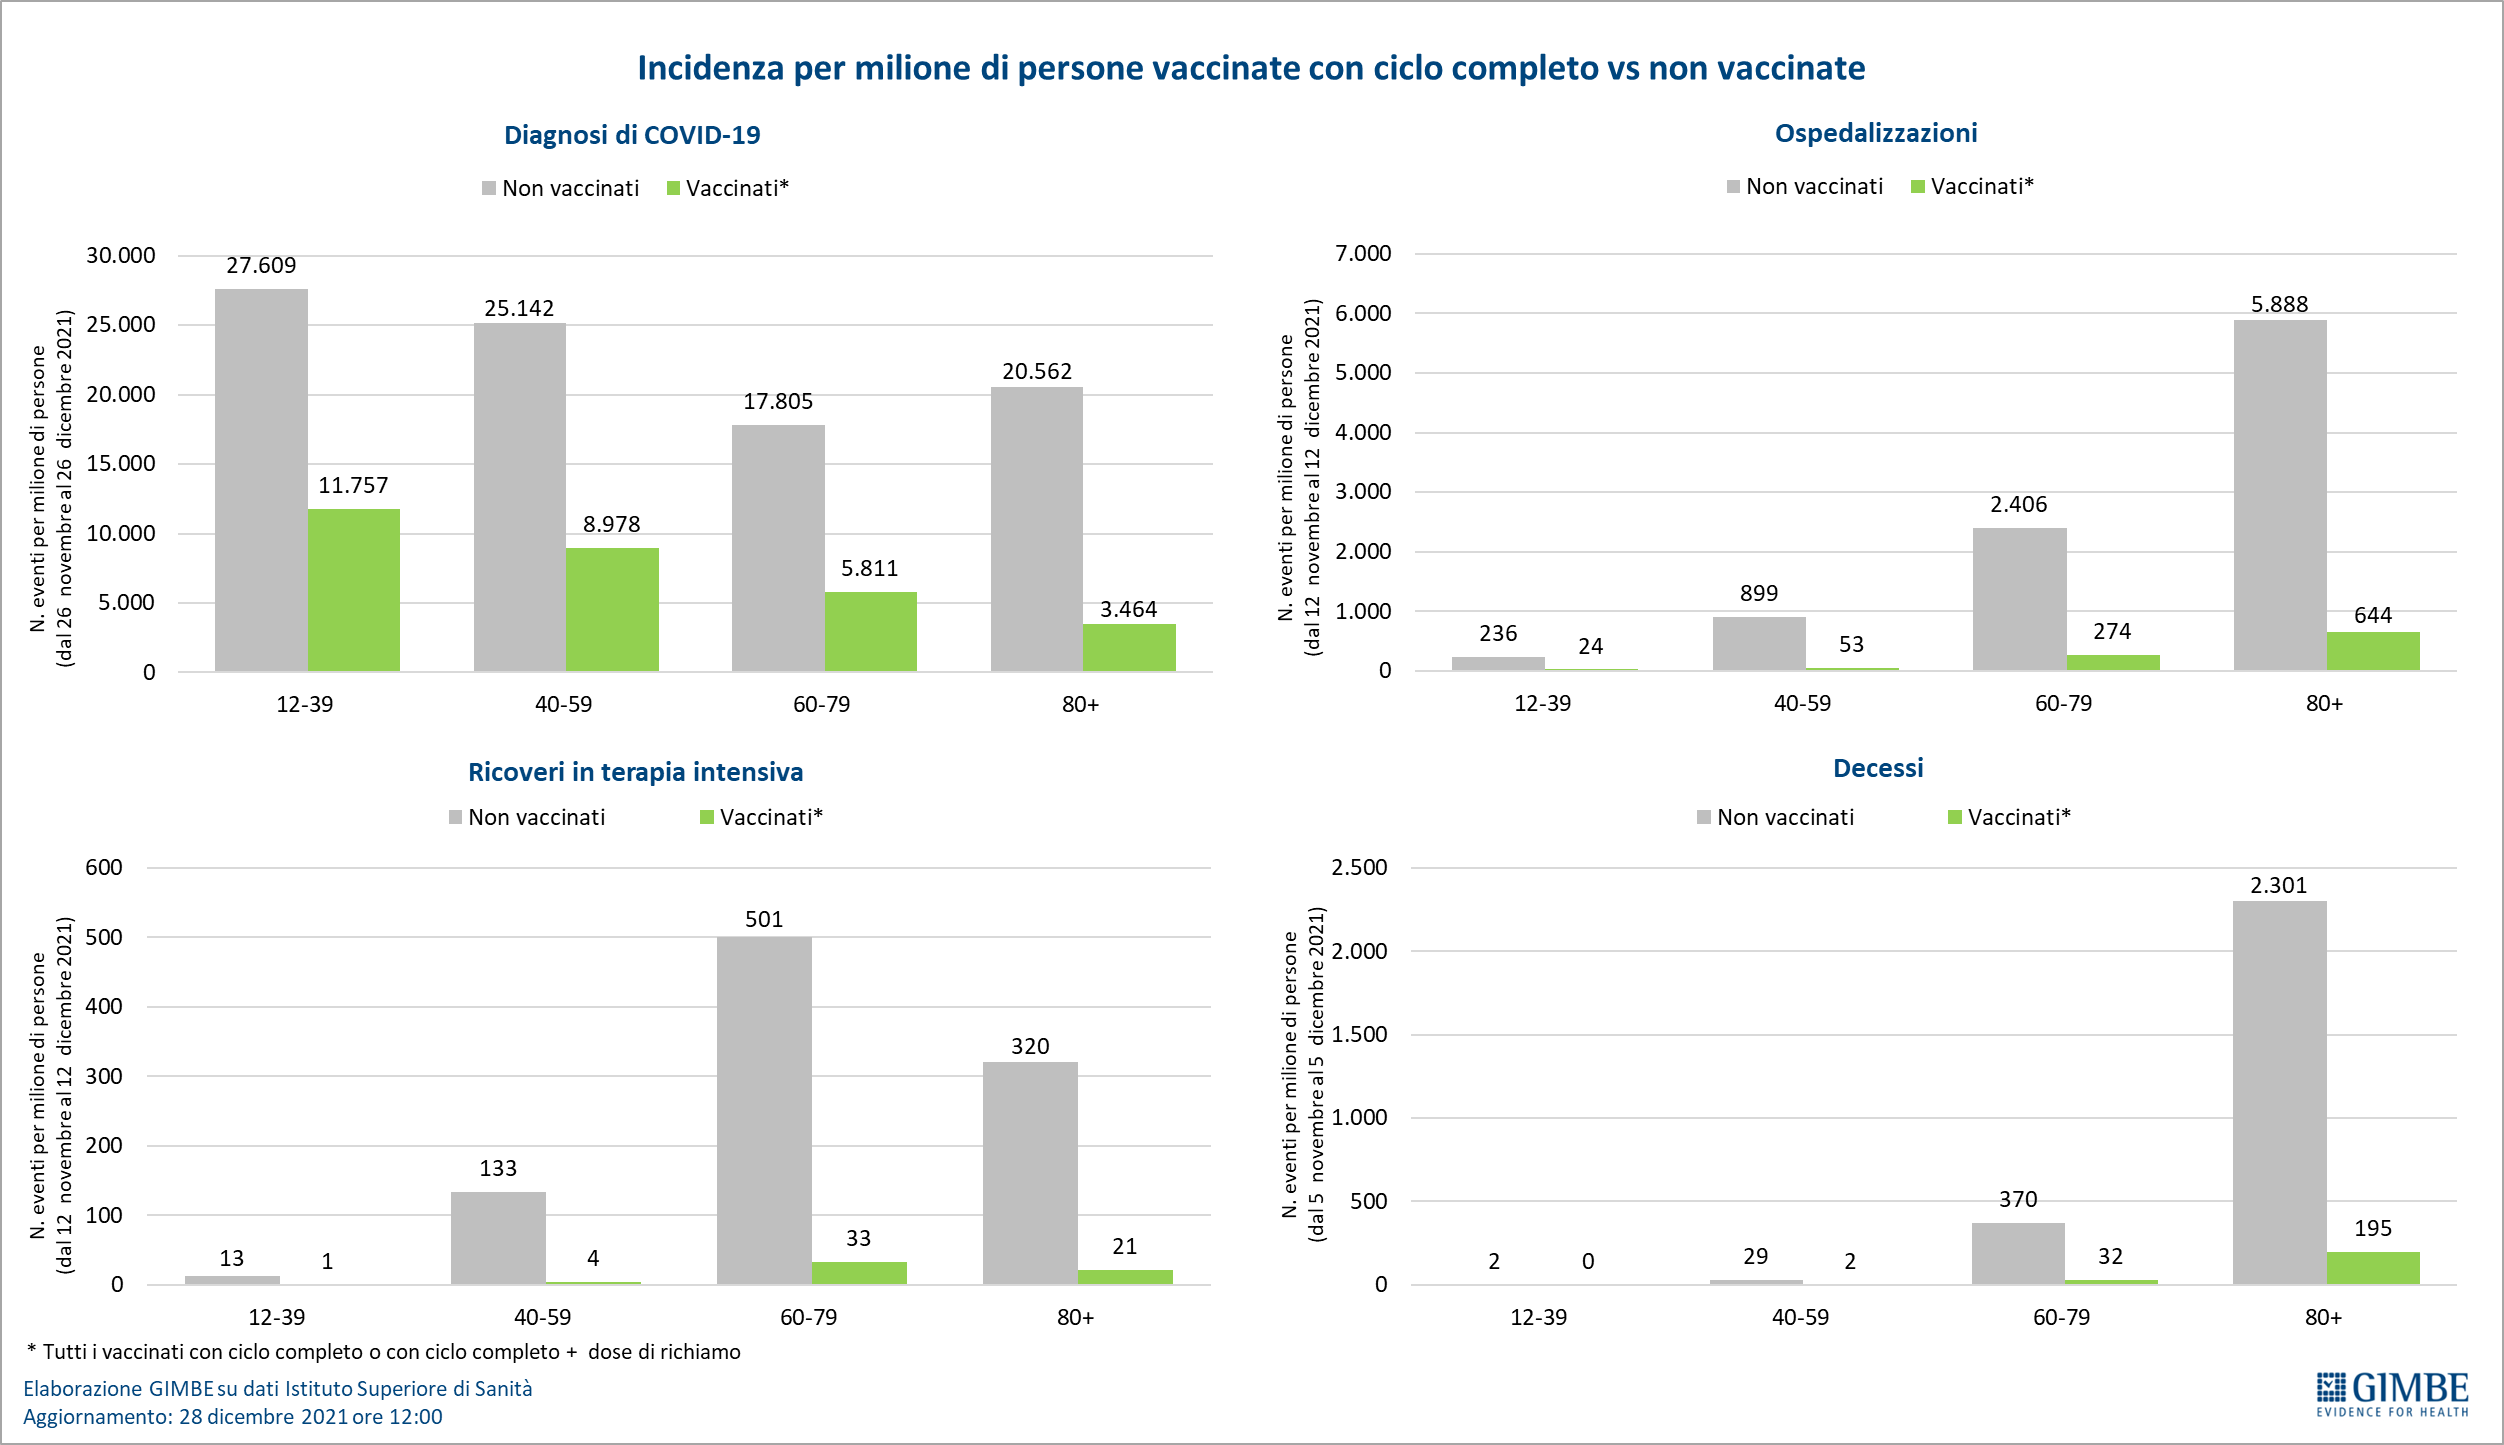 Incidenza per milione di persone vaccinate con ciclo completo vs non vaccinate
Diagnosi di COVID-19
Non vaccinati
Vaccinati*
N. eventi per milione di persone
(dal 26 novembre al 26 dicembre 2021)
30.000
25.000
20.000
15.000
10.000
5.000
0
27.609
11.757
25.142
8.978
17.805
5.811
20.562
3.464
12-39
40-59
60-79
80+
Ospedalizzazioni
Non vaccinati
Vaccinati*
N. eventi per milione di persone
(dal 12 novembre al 12 dicembre 2021)
7.000
6.000
5.000
4.000
3.000
2.000
1.000
0
236
24
899
53
2.406
274
5.888
644
12-39
40-59
60-79
80+
Ricoveri in terapia intensiva
Non vaccinati
Vaccinati*
N. eventi per milione di persone
(dal 12 novembre al 12 dicembre 2021)
600
500
400
300
200
100
0
13
1
133
4
501
33
320
21
12-39
40-59
60-79
80+
Decessi
Non vaccinati
Vaccinati*
N. eventi per milione di persone
(dal 5 novembre al 5 dicembre 2021)
2.500
2.000
1.500
1.000
500
0
2
0
29
2
370
32
2.301
195
12-39
40-59
60-79
80+
* Tutti i vaccinati con ciclo completo o con ciclo completo + dose di richiamo
Elaborazione GIMBE su dati Istituto Superiore di Sanità
Aggiornamento: 28 dicembre 2021 ore 12:00
GIMBE
EVIDENCE FOR HEALTH